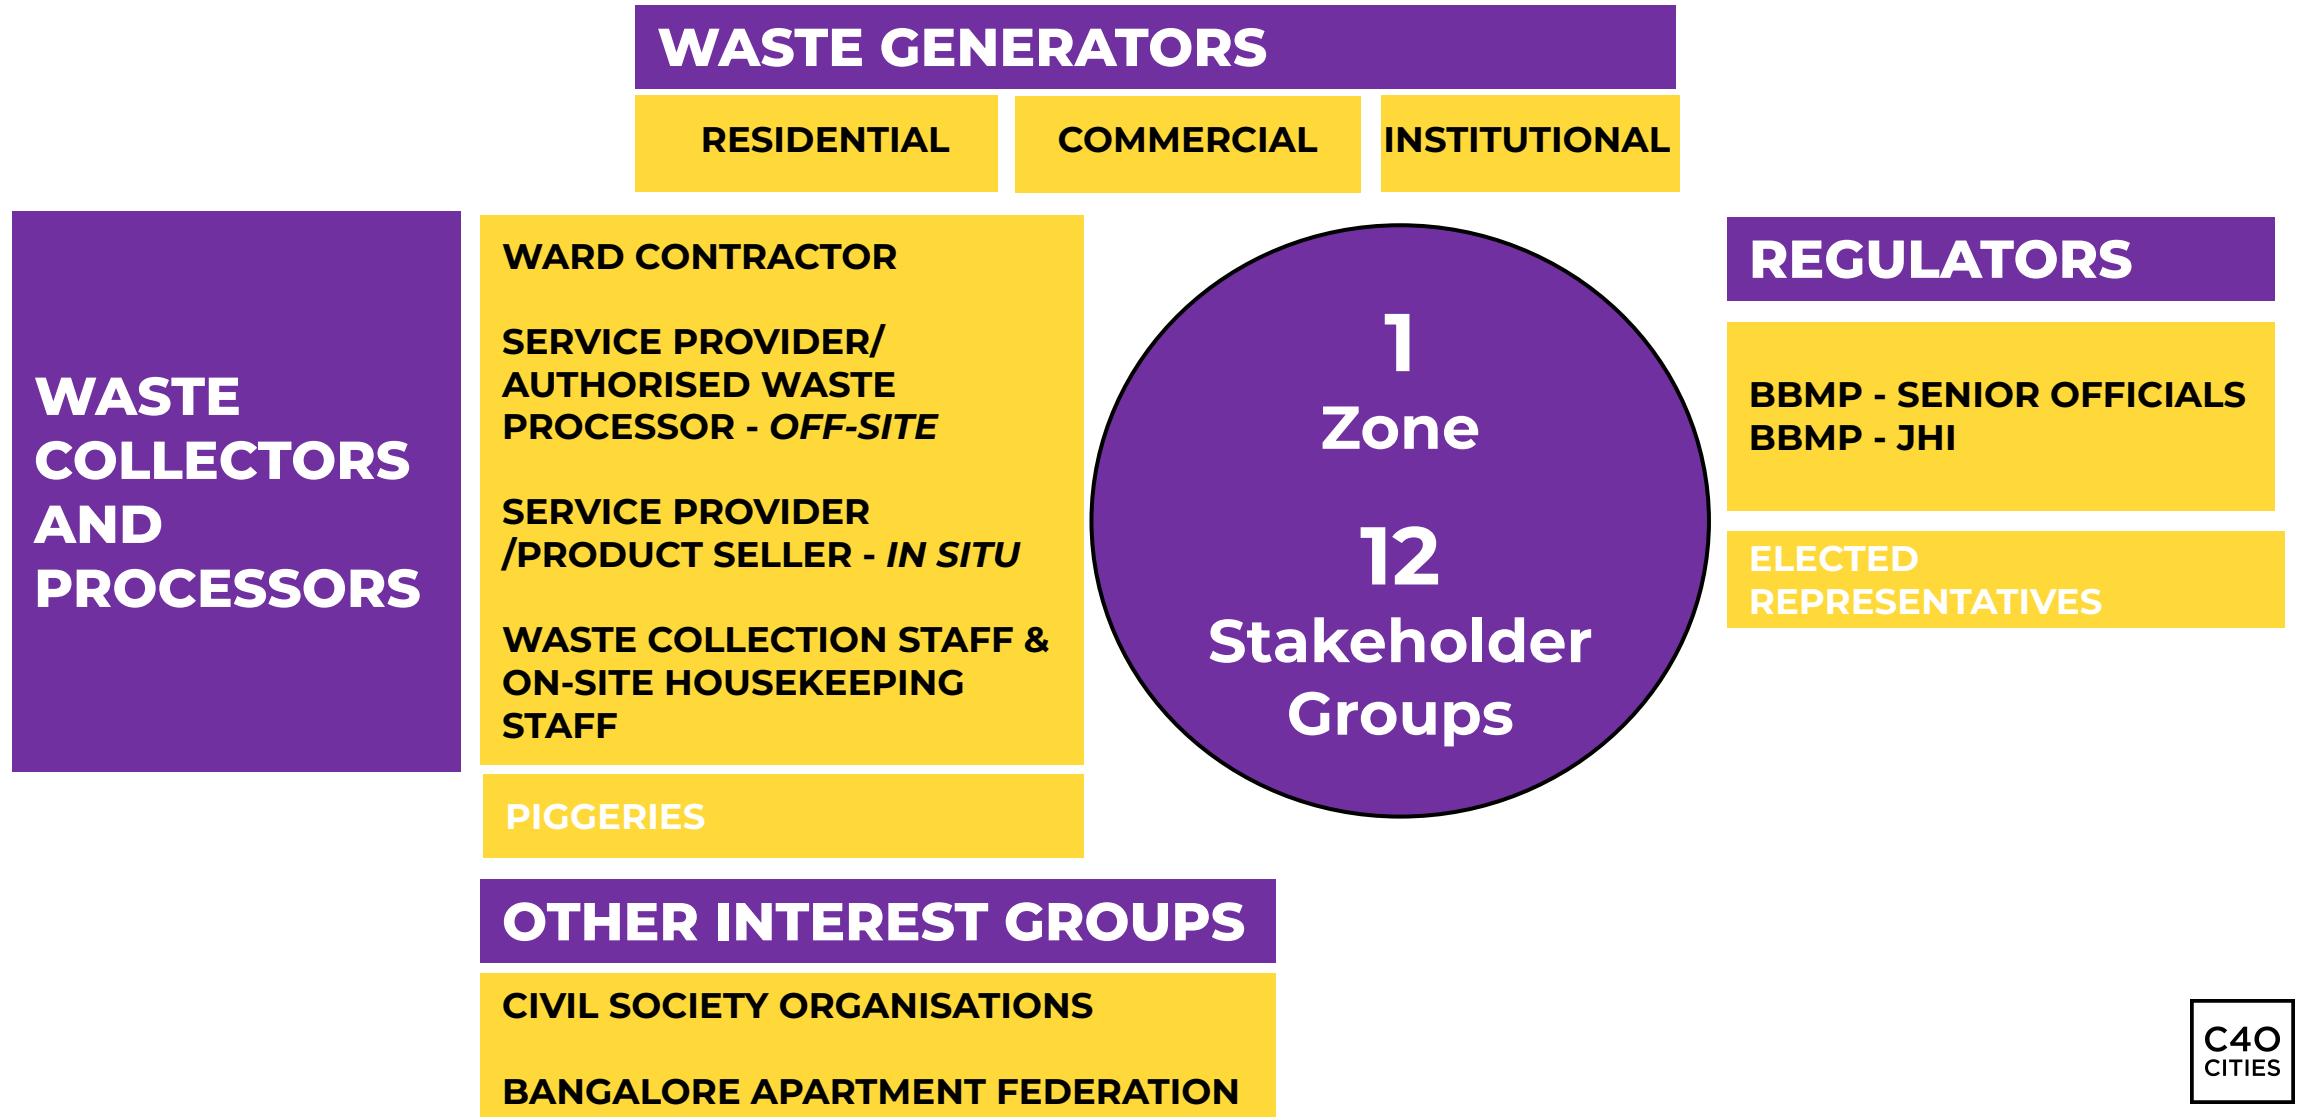 WASTE GENERATORS
RESIDENTIAL
COMMERCIAL
INSTITUTIONAL
WASTE
COLLECTORS
AND
PROCESSORS
WARD CONTRACTOR
SERVICE PROVIDER/
AUTHORISED WASTE
PROCESSOR - OFF-SITE
SERVICE PROVIDER
/PRODUCT SELLER - IN SITU
WASTE COLLECTION STAFF &
ON-SITE HOUSEKEEPING
STAFF
PIGGERIES
1
Zone
12
Stakeholder
Groups
REGULATORS
BBMP - SENIOR OFFICIALS
BBMP - JHI
ELECTED
REPRESENTATIVES
OTHER INTEREST GROUPS
CIVIL SOCIETY ORGANISATIONS
BANGALORE APARTMENT FEDERATION
C40
CITIES